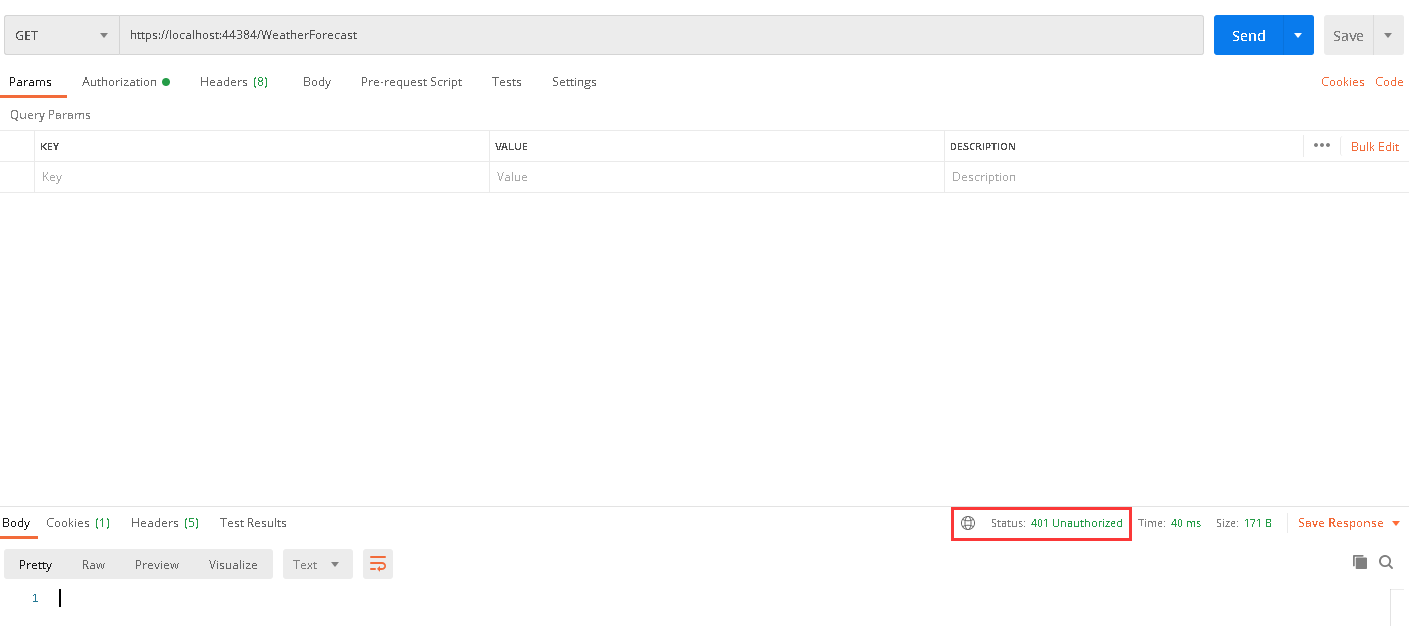 GET https://localhost:44384/WeatherForecast Send Save
Params Authorization Headers (8) Body Pre-request Script Tests Settings Cookies Code
Query Params
KEY VALUE DESCRIPTION ••• Bulk Edit
Key Value Description
Body Cookies (1) Headers (5) Test Results Status: 401 Unauthorized Time: 40 ms Size: 171 B Save Response
Pretty Raw Preview Visualize Text
1